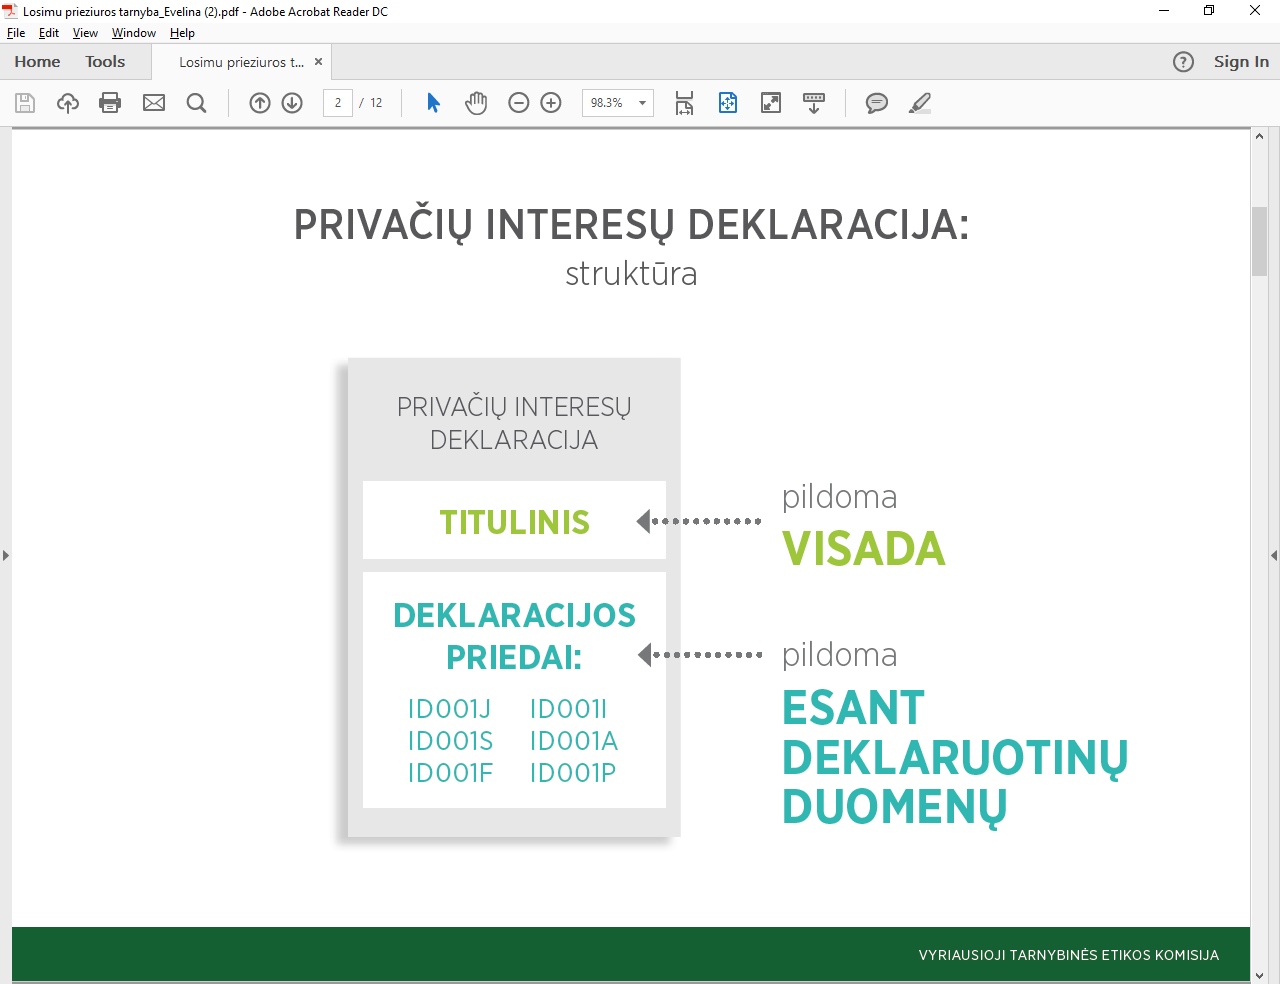 Losimu prieziuros tarnyba_Evelina (2).pdf - Adobe Acrobat Reader DC
File Edit View Window Help
Home Tools Losimu prieziuros t... × ? Sign In
2 / 12 98.3%
PRIVAČIŲ INTERESŲ DEKLARACIJA:
struktūra
PRIVAČIŲ INTERESŲ
DEKLARACIJA
TITULINIS
pildoma
VISADA
DEKLARACIJOS
PRIEDAI:
ID001J ID001I
ID001S ID001A
ID001F ID001P
pildoma
ESANT
DEKLARUOTINŲ
DUOMENŲ
VYRIAUSIOJI TARNYBINĖS ETIKOS KOMISIJA